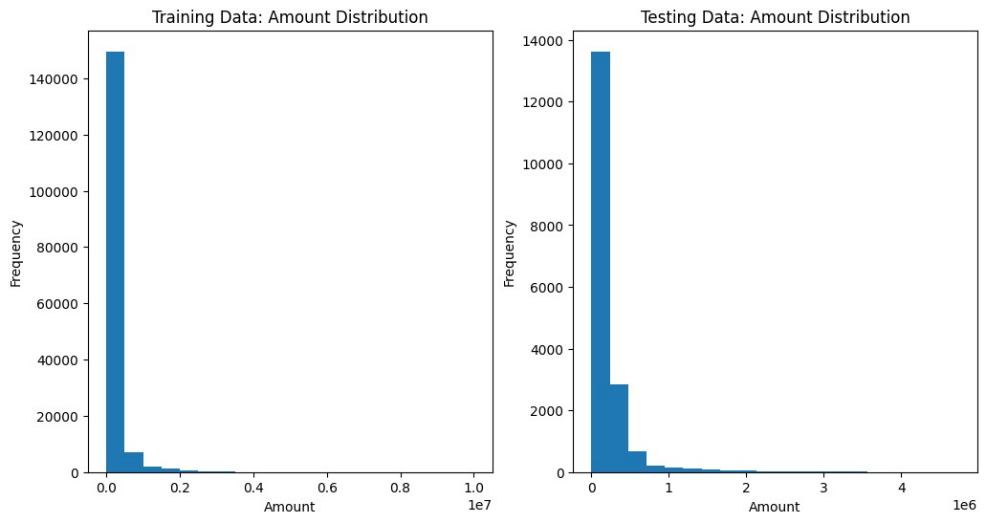 Training Data: Amount Distribution
140000
120000
100000
80000
60000
40000
20000
0
Frequency
0.0 0.2 0.4 0.6 0.8 1.0
1e7
Amount
Testing Data: Amount Distribution
14000
12000
10000
8000
6000
4000
2000
0
Frequency
0 1 2 3 4
1e6
Amount